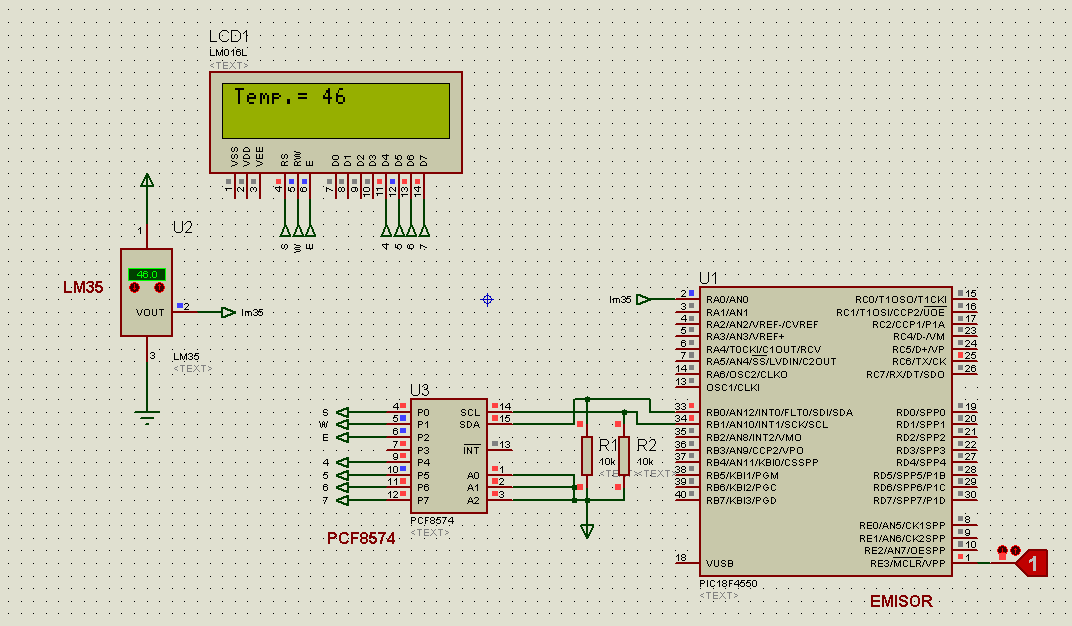 LCD1
LM016L
<TEXT>
Temp.= 46
VSS VDD VEE RS RW E D0 D1 D2 D3 D4 D5 D6 D7
1 2 3 4 5 6 7 8 9 10 11 12 13 14
S W E 4 5 6 7
1
U2
46.0
LM35
VOUT
2
lm35
3
LM35
<TEXT>
U3
S 4 P0 SCL 14
W 5 P1 SDA 15
E 6 P2
7 P3 INT 13
4 9 P4
5 10 P5 A0 1
6 11 P6 A1 2
7 12 P7 A2 3
PCF8574
<TEXT>
PCF8574
R1
10k
<TEXT>
R2
10k
<TEXT>
U1
lm35 2 RA0/AN0 RC0/T1OSO/T1CKI 15
3 RA1/AN1 RC1/T1OSI/CCP2/UOE 16
4 RA2/AN2/VREF-/CVREF RC2/CCP1/P1A 17
5 RA3/AN3/VREF+ RC4/D-/VM 23
6 RA4/T0CKI/C1OUT/RCV RC5/D+/VP 24
7 RA5/AN4/SS/LVDIN/C2OUT RC6/TX/CK 25
14 RA6/OSC2/CLKO RC7/RX/DT/SDO 26
13 OSC1/CLKI
33 RB0/AN12/INT0/FLT0/SDI/SDA RD0/SPP0 19
34 RB1/AN10/INT1/SCK/SCL RD1/SPP1 20
35 RB2/AN8/INT2/VMO RD2/SPP2 21
36 RB3/AN9/CCP2/VPO RD3/SPP3 22
37 RB4/AN11/KBI0/CSSPP RD4/SPP4 27
38 RB5/KBI1/PGM RD5/SPP5/P1B 28
39 RB6/KBI2/PGC RD6/SPP6/P1C 29
40 RB7/KBI3/PGD RD7/SPP7/P1D 30
RE0/AN5/CK1SPP 8
RE1/AN6/CK2SPP 9
RE2/AN7/OESPP 10
18 VUSB RE3/MCLR/VPP 1
1
PIC18F4550
<TEXT>
EMISOR